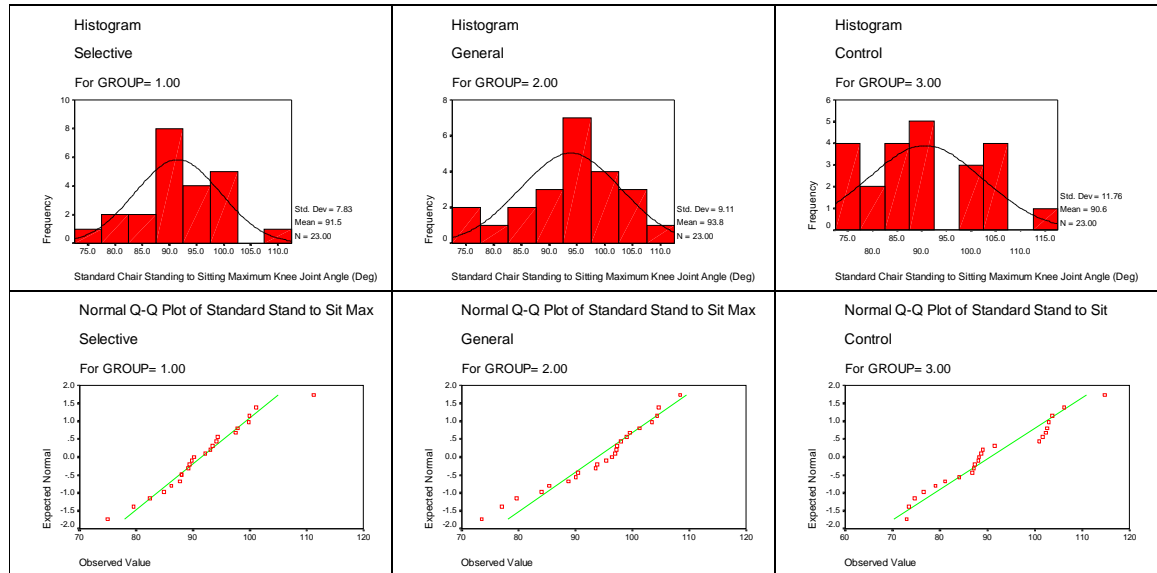 Histogram
Selective
For GROUP= 1.00
10
8
6
4
2
0
Frequency
Std. Dev = 7.83
Mean = 91.5
N = 23.00
75.0 80.0 85.0 90.0 95.0 100.0 105.0 110.0
Standard Chair Standing to Sitting Maximum Knee Joint Angle (Deg)
Histogram
General
For GROUP= 2.00
8
6
4
2
0
Frequency
Std. Dev = 9.11
Mean = 93.8
N = 23.00
75.0 80.0 85.0 90.0 95.0 100.0 105.0 110.0
Standard Chair Standing to Sitting Maximum Knee Joint Angle (Deg)
Histogram
Control
For GROUP= 3.00
6
5
4
3
2
1
0
Frequency
Std. Dev = 11.76
Mean = 90.6
N = 23.00
75.0 85.0 95.0 105.0 115.0
80.0 90.0 100.0 110.0
Standard Chair Standing to Sitting Maximum Knee Joint Angle (Deg)
Normal Q-Q Plot of Standard Stand to Sit Max
Selective
For GROUP= 1.00
2.0
1.5
1.0
.5
0.0
-.5
-1.0
-1.5
-2.0
Expected Normal
70 80 90 100 110 120
Observed Value
Normal Q-Q Plot of Standard Stand to Sit Max
General
For GROUP= 2.00
2.0
1.5
1.0
.5
0.0
-.5
-1.0
-1.5
-2.0
Expected Normal
70 80 90 100 110 120
Observed Value
Normal Q-Q Plot of Standard Stand to Sit
Control
For GROUP= 3.00
2.0
1.5
1.0
.5
0.0
-.5
-1.0
-1.5
-2.0
Expected Normal
60 70 80 90 100 110 120
Observed Value